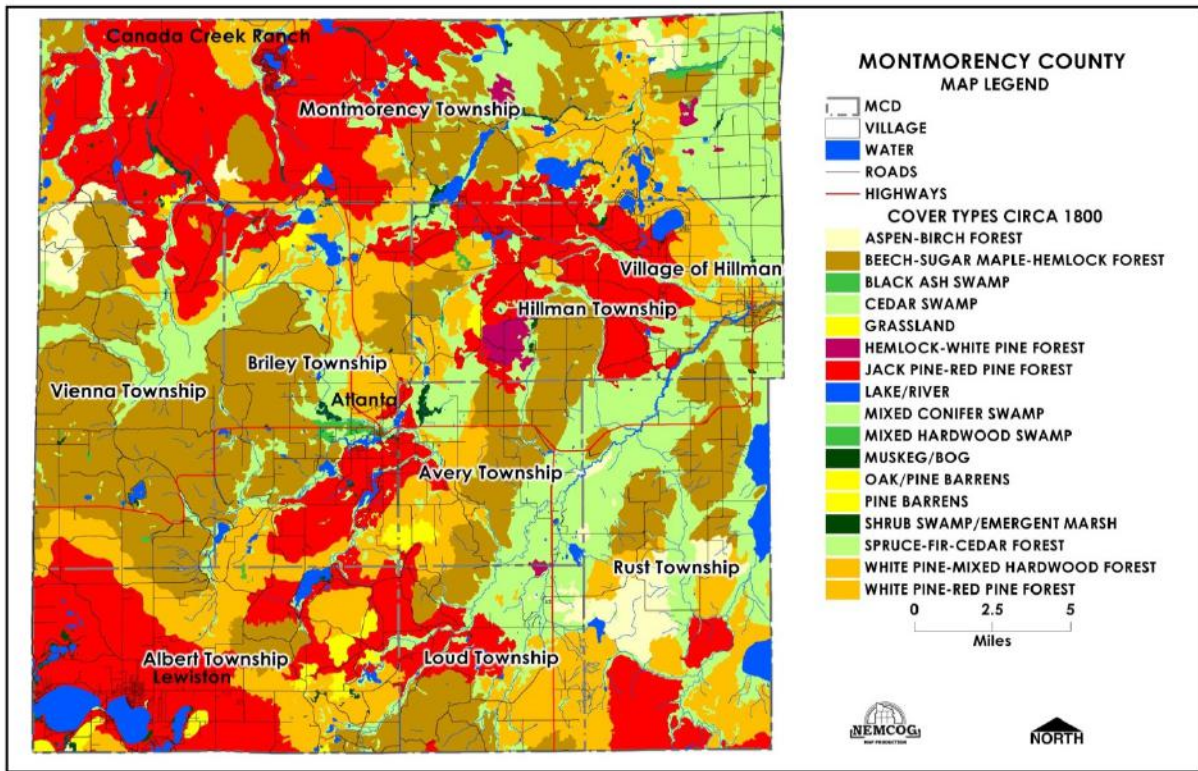 Canada Creek Ranch
Montmorency Township
Village of Hillman
Hillman Township
Briley Township
Vienna Township
Atlanta
Avery Township
Rust Township
Albert Township
Lewiston
Loud Township
MONTMORENCY COUNTY
MAP LEGEND
MCD
VILLAGE
WATER
ROADS
HIGHWAYS
COVER TYPES CIRCA 1800
ASPEN-BIRCH FOREST
BEECH-SUGAR MAPLE-HEMLOCK FOREST
BLACK ASH SWAMP
CEDAR SWAMP
GRASSLAND
HEMLOCK-WHITE PINE FOREST
JACK PINE-RED PINE FOREST
LAKE/RIVER
MIXED CONIFER SWAMP
MIXED HARDWOOD SWAMP
MUSKEG/BOG
OAK/PINE BARRENS
PINE BARRENS
SHRUB SWAMP/EMERGENT MARSH
SPRUCE-FIR-CEDAR FOREST
WHITE PINE-MIXED HARDWOOD FOREST
WHITE PINE-RED PINE FOREST
0 2.5 5
Miles
NEMCOG
MAP PRODUCTION
NORTH